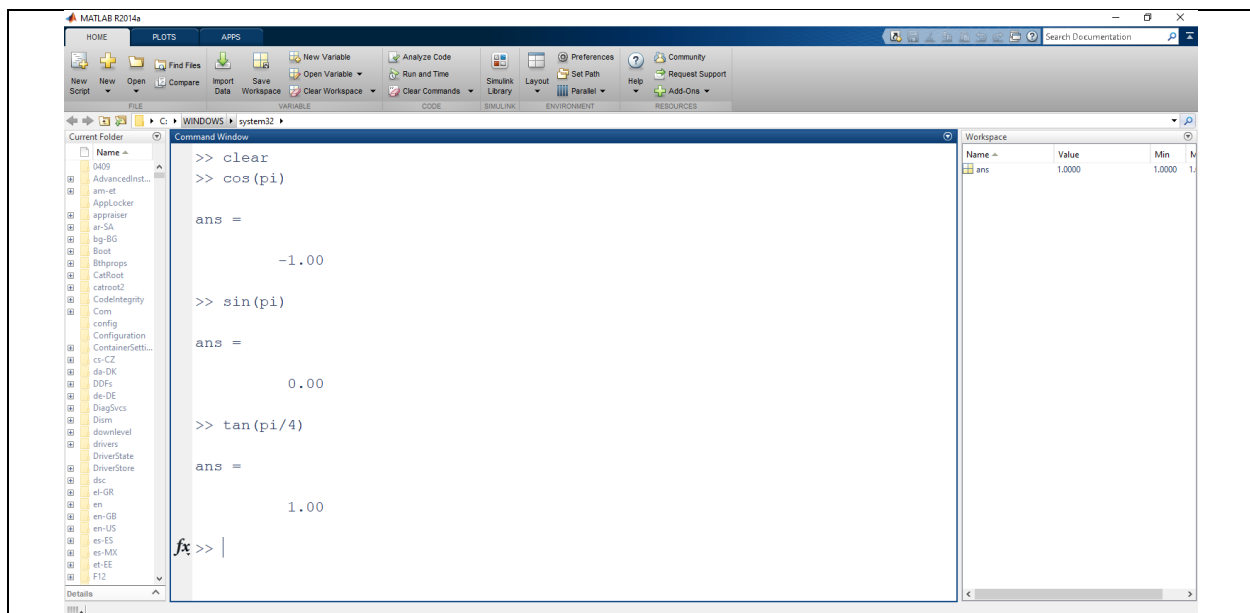 MATLAB R2014a
HOME PLOTS APPS
Search Documentation
New Script
New
Open
Find Files
Compare
Import Data
Save Workspace
New Variable
Open Variable
Clear Workspace
Analyze Code
Run and Time
Clear Commands
Simulink Library
Layout
Preferences
Set Path
Parallel
Help
Community
Request Support
Add-Ons
FILE VARIABLE CODE SIMULINK ENVIRONMENT RESOURCES
C: WINDOWS system32
Current Folder
Name
0409
AdvancedInst...
am-et
AppLocker
appraiser
ar-SA
bg-BG
Boot
Bthprops
CatRoot
catroot2
CodeIntegrity
Com
config
Configuration
ContainerSetti...
cs-CZ
da-DK
DDFs
de-DE
DiagSvcs
Dism
downlevel
drivers
DriverState
DriverStore
dsc
el-GR
en
en-GB
en-US
es-ES
es-MX
et-EE
F12
Details
Command Window
>> clear
>> cos(pi)
ans =
-1.00
>> sin(pi)
ans =
0.00
>> tan(pi/4)
ans =
1.00
fx >>
Workspace
Name Value Min M
ans 1.0000 1.0000 1.